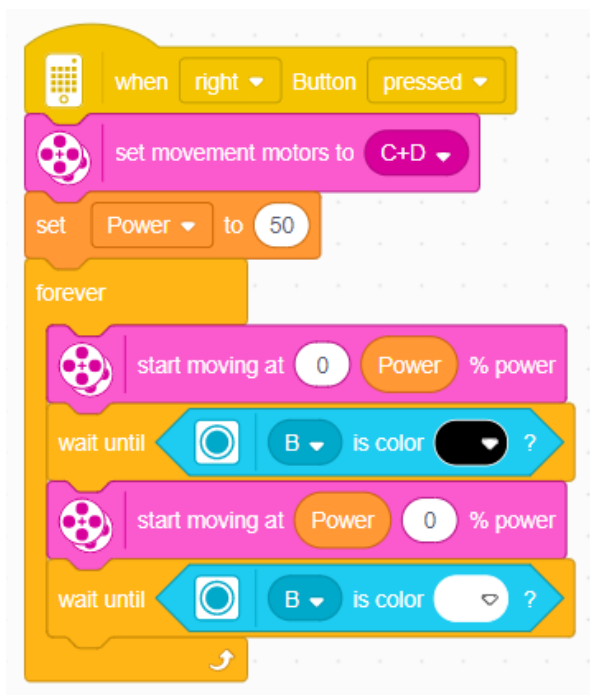 when right Button pressed
set movement motors to C+D
set Power to 50
forever
start moving at 0 Power % power
wait until B is color ?
start moving at Power 0 % power
wait until B is color ?